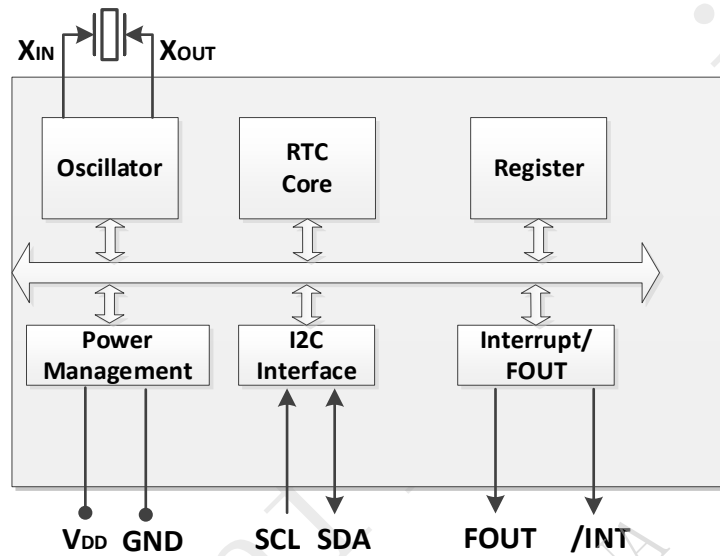 XIN XOUT
Oscillator
RTC
Core
Register
Power
Management
I2C
Interface
Interrupt/
FOUT
VDD GND SCL SDA FOUT /INT